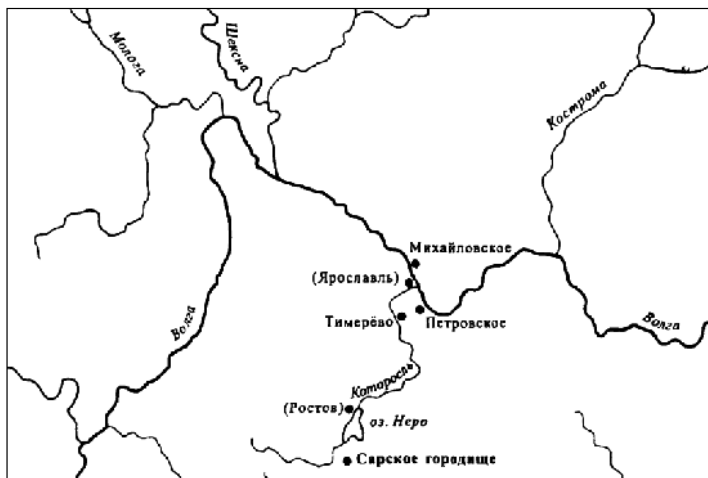 Молога
Шексна
Кострома
Михайловское
(Ярославль)
Волга
Тимерёво
Петровское
Волга
Которосль
(Ростов)
оз. Неро
Сарское городище